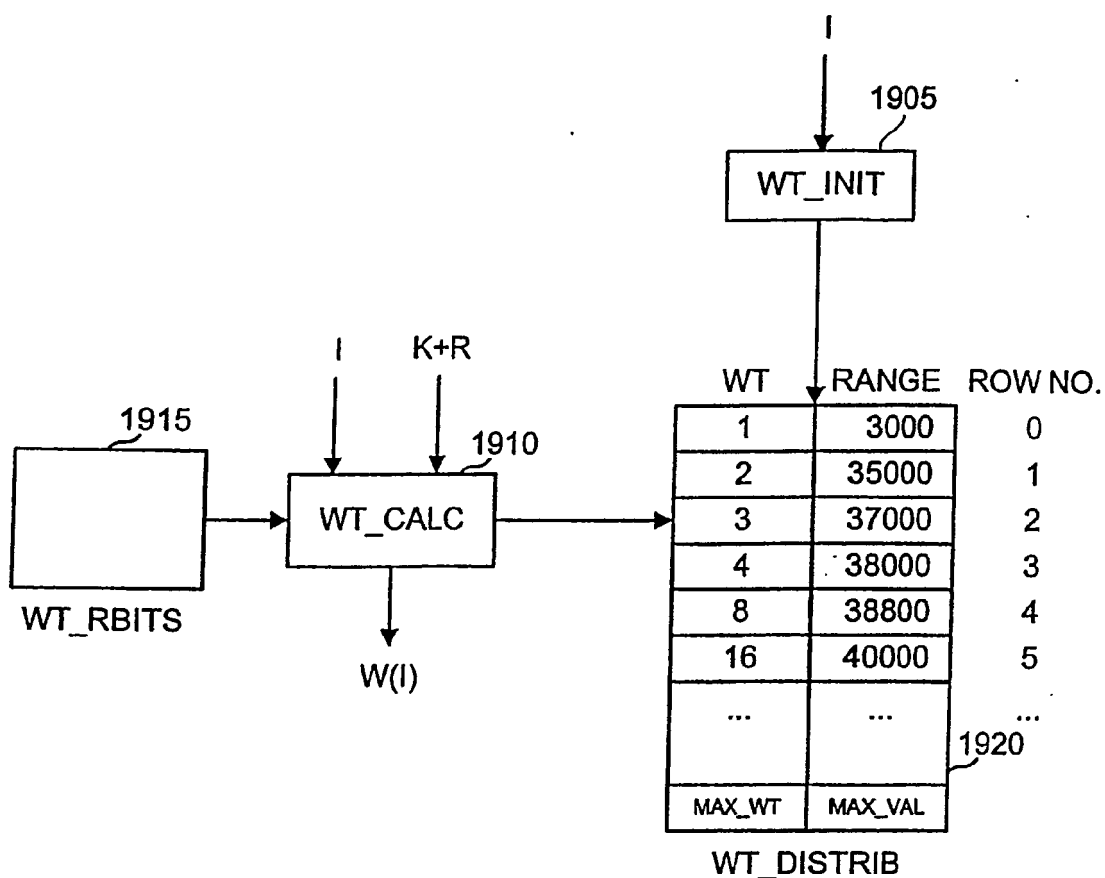 I
1905
WT_INIT
I K+R
WT RANGE ROW NO.
1915
1910
1 3000 0
2 35000 1
WT_CALC
3 37000 2
4 38000 3
WT_RBITS
8 38800 4
W(I)
16 40000 5
... ... ...
1920
MAX_WT MAX_VAL
WT_DISTRIB